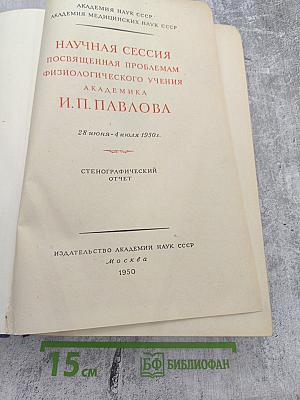 АКАДЕМИЯ НАУК СССР
АКАДЕМИЯ МЕДИЦИНСКИХ НАУК СССР
НАУЧНАЯ СЕССИЯ
ПОСВЯЩЕННАЯ ПРОБЛЕМАМ
ФИЗИОЛОГИЧЕСКОГО УЧЕНИЯ
АКАДЕМИКА
И.П.ПАВЛОВА
28 июня-4 июля 1950 г.
СТЕНОГРАФИЧЕСКИЙ
ОТЧЕТ
ИЗДАТЕЛЬСТВО АКАДЕМИИ НАУК СССР
Москва
1950
15 см
БФ БИБЛИОФАН